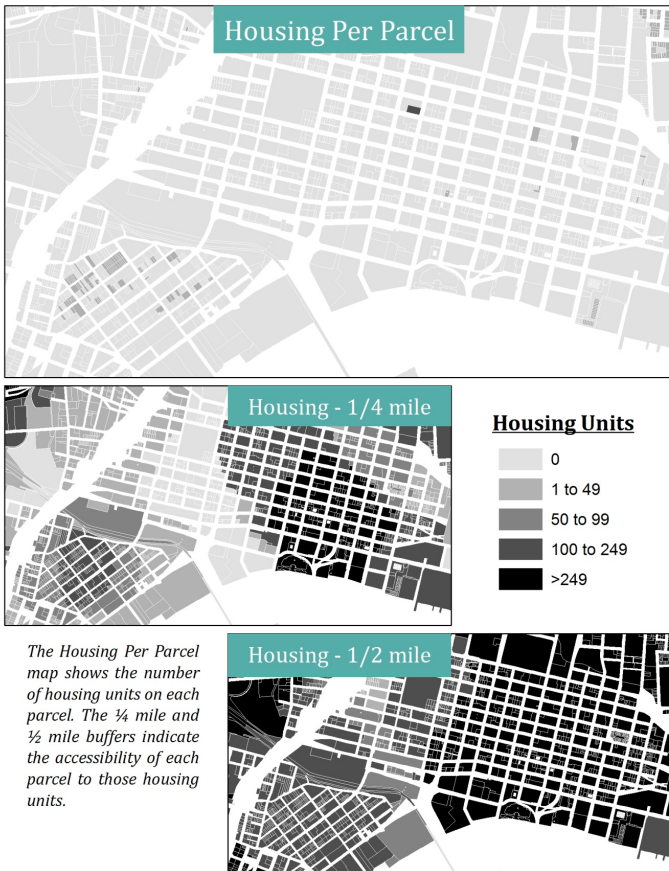 Housing Per Parcel
Housing - 1/4 mile
Housing Units
0
1 to 49
50 to 99
100 to 249
>249
The Housing Per Parcel
map shows the number
of housing units on each
parcel. The ¼ mile and
½ mile buffers indicate
the accessibility of each
parcel to those housing
units.
Housing - 1/2 mile